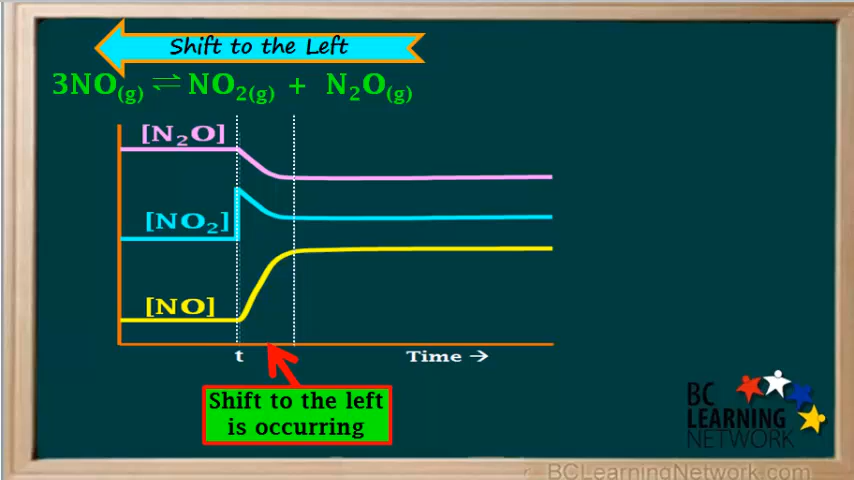 Shift to the Left
3NO(g) ⇌ NO2(g) + N2O(g)
[N2O]
[NO2]
[NO]
t
Time →
Shift to the left
is occurring
BC
LEARNING
NETWORK
BCLearningNetwork.com